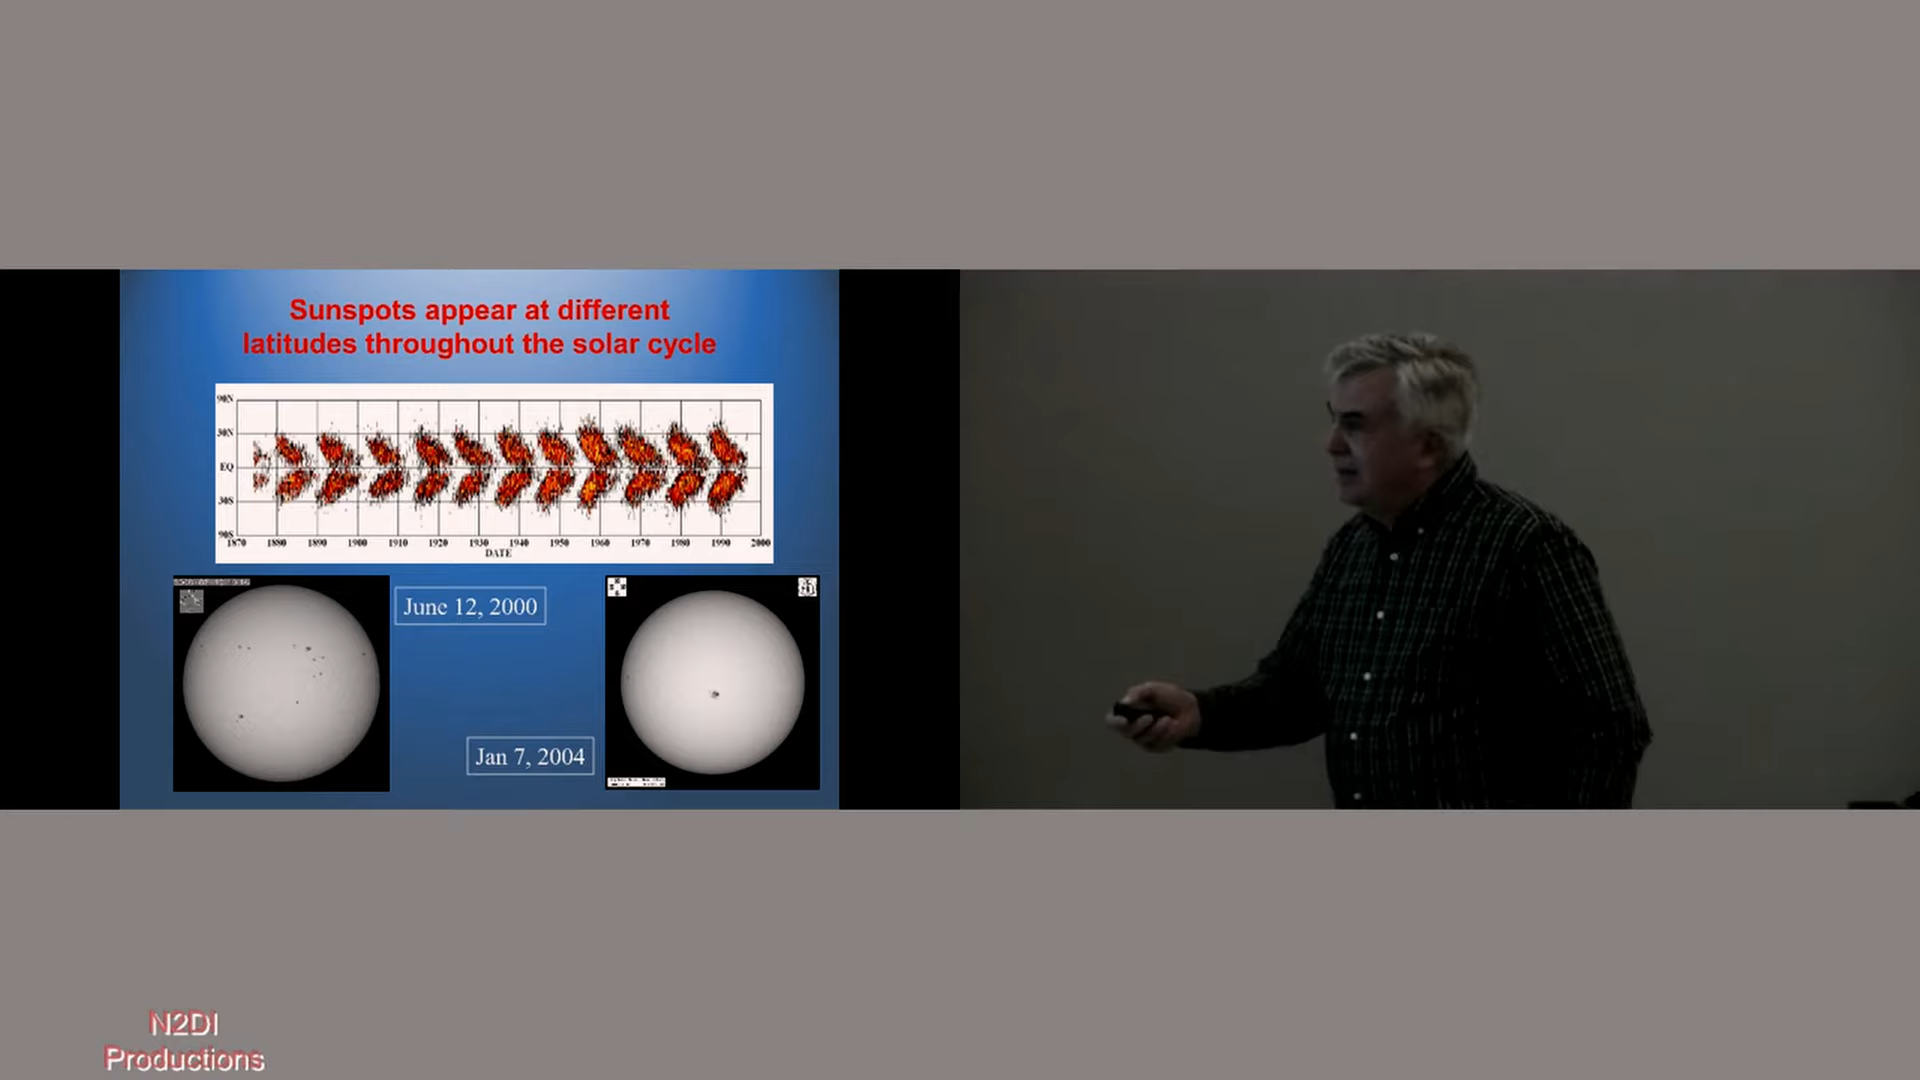 Sunspots appear at different
latitudes throughout the solar cycle
90N
30N
EQ
30S
90S
1870 1880 1890 1900 1910 1920 1930 1940 1950 1960 1970 1980 1990 2000
DATE
June 12, 2000
Jan 7, 2004
N2DI
Productions